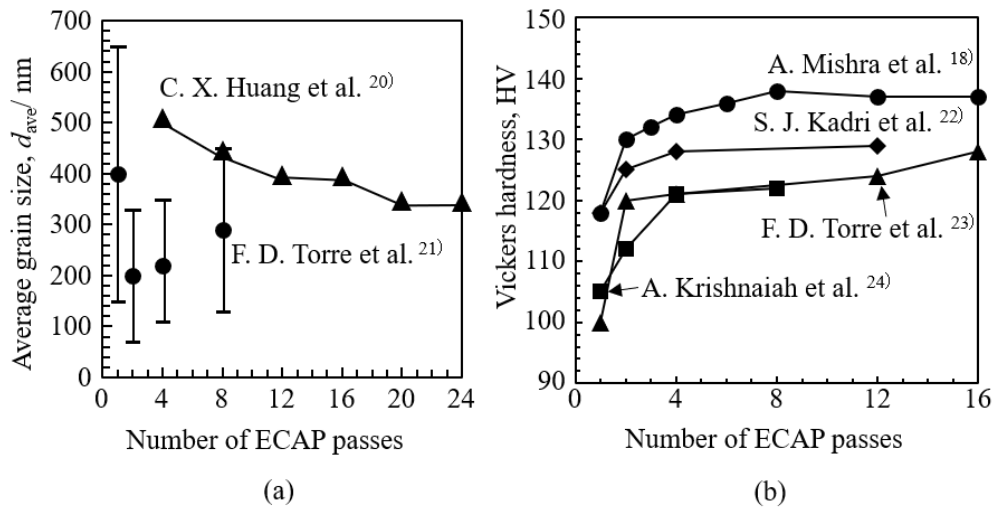 700
600
500
400
300
200
100
0
0 4 8 12 16 20 24
Average grain size, d_ave/ nm
Number of ECAP passes
C. X. Huang et al. 20)
F. D. Torre et al. 21)
(a)
150
140
130
120
110
100
90
0 4 8 12 16
Vickers hardness, HV
Number of ECAP passes
A. Mishra et al. 18)
S. J. Kadri et al. 22)
F. D. Torre et al. 23)
A. Krishnaiah et al. 24)
(b)